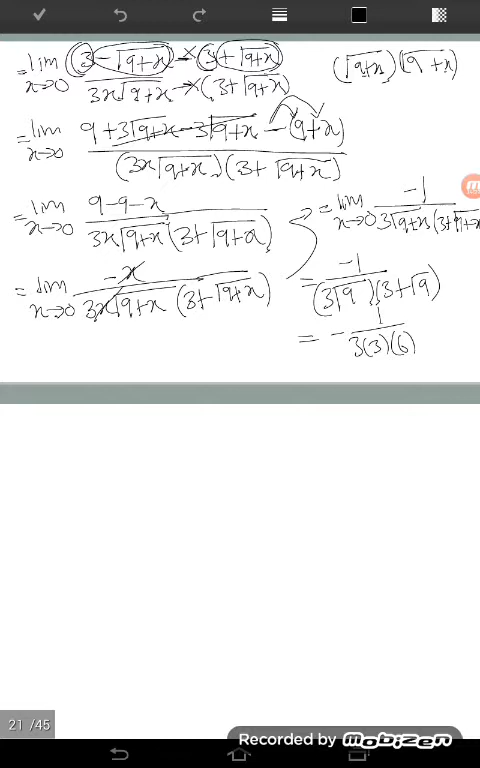 = lim x→0 (3 - √9+x) × (3 + √9+x) / 3x√9+x × (3+√9+x)
(√9+x)(√9+x)
= lim x→0 9 + 3√9+x - 3√9+x - (9+x) / (3x√9+x)(3+√9+x)
= lim x→0 9-9-x / 3x√9+x (3+√9+x)
= lim x→0 -x / 3x√9+x (3+√9+x)
= lim x→0 -1 / 3√9+x (3+√9+x
= -1 / (3√9)(3+√9)
= - 1 / 3(3)(6)
21 /45
Recorded by mobizen